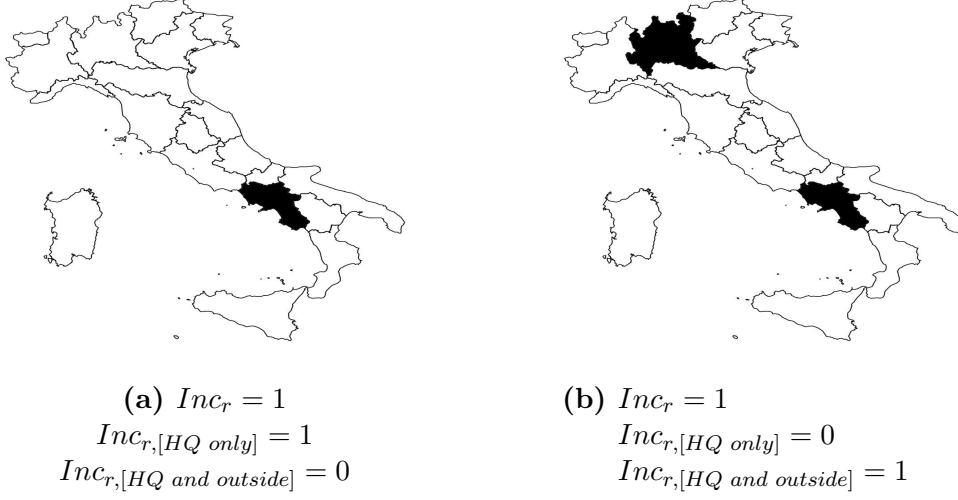 (a) Inc_r = 1
Inc_{r,[HQ only]} = 1
Inc_{r,[HQ and outside]} = 0
(b) Inc_r = 1
Inc_{r,[HQ only]} = 0
Inc_{r,[HQ and outside]} = 1